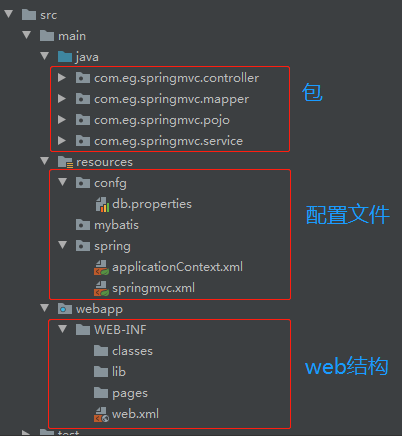 src
main
java
com.eg.springmvc.controller
com.eg.springmvc.mapper
com.eg.springmvc.pojo
com.eg.springmvc.service
包
resources
confg
db.properties
mybatis
spring
applicationContext.xml
springmvc.xml
配置文件
webapp
WEB-INF
classes
lib
pages
web.xml
web结构
test